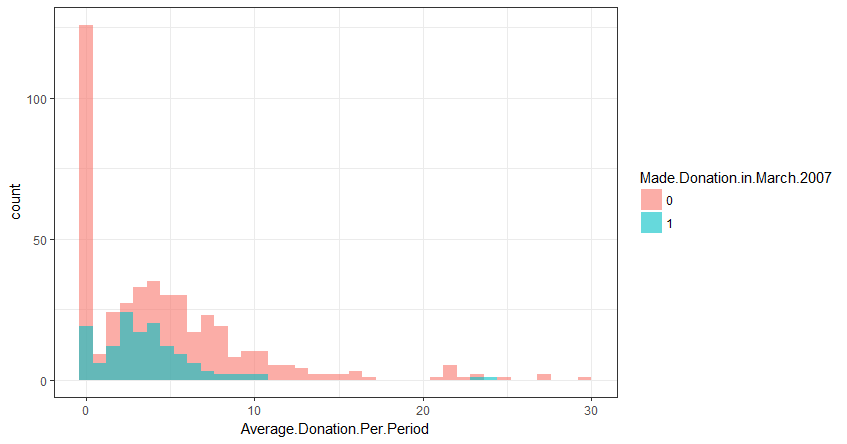 100
50
0
count
0 10 20 30
Average.Donation.Per.Period
Made.Donation.in.March.2007
0
1